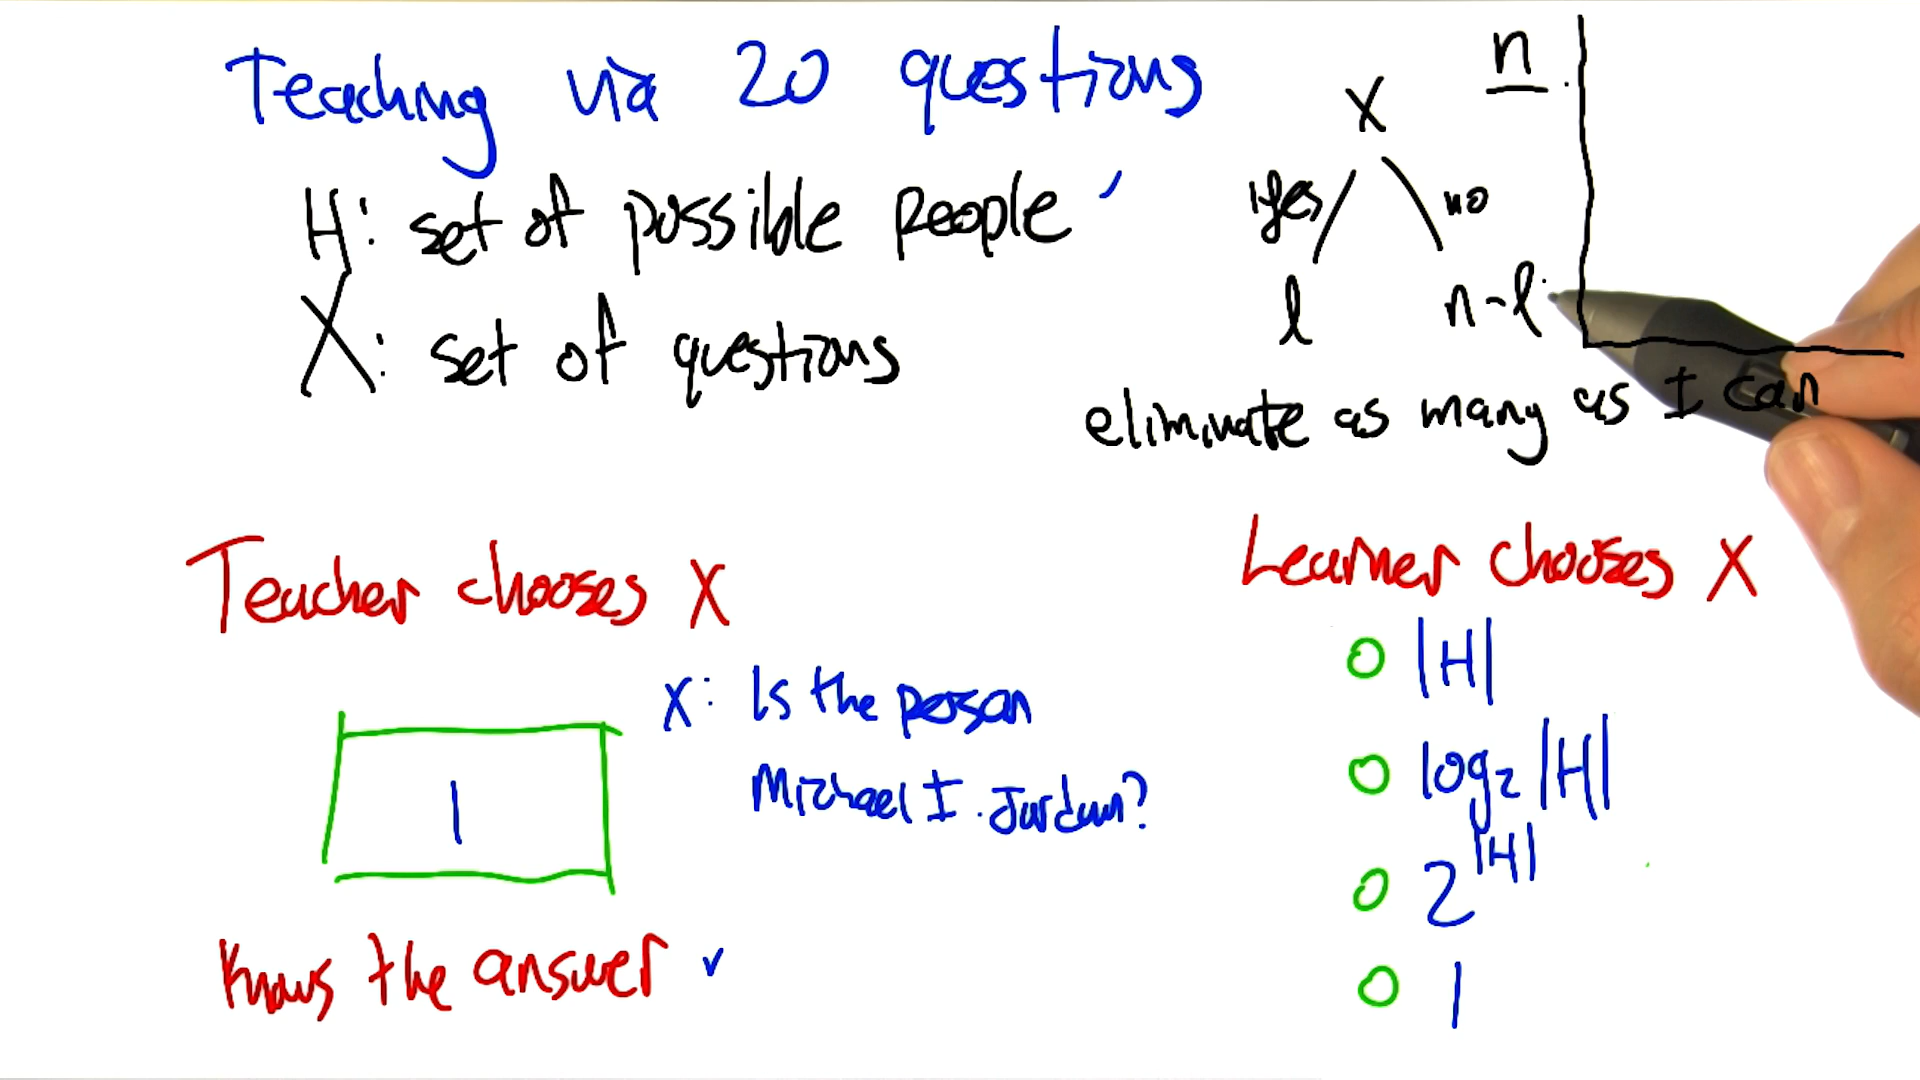 Teaching via 20 questions
H: set of possible people
X: set of questions
n
X
yes no
l n-l
eliminate as many as I can
Teacher chooses X
1
X: Is the person
Michael I. Jordan?
Knows the answer
Learner chooses X
O |H|
O log₂ |H|
O 2^|H|
O 1